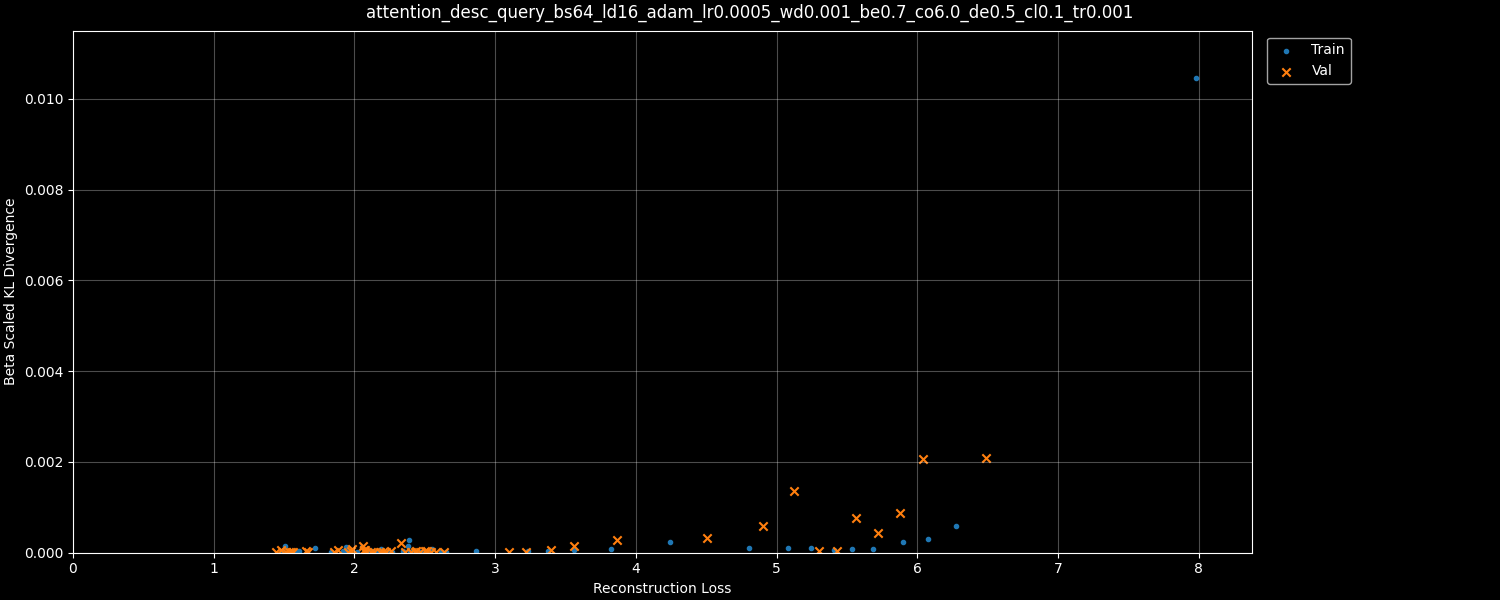 attention_desc_query_bs64_ld16_adam_lr0.0005_wd0.001_be0.7_co6.0_de0.5_cl0.1_tr0.001
Train
Val
Beta Scaled KL Divergence
0.010
0.008
0.006
0.004
0.002
0.000
0 1 2 3 4 5 6 7 8
Reconstruction Loss